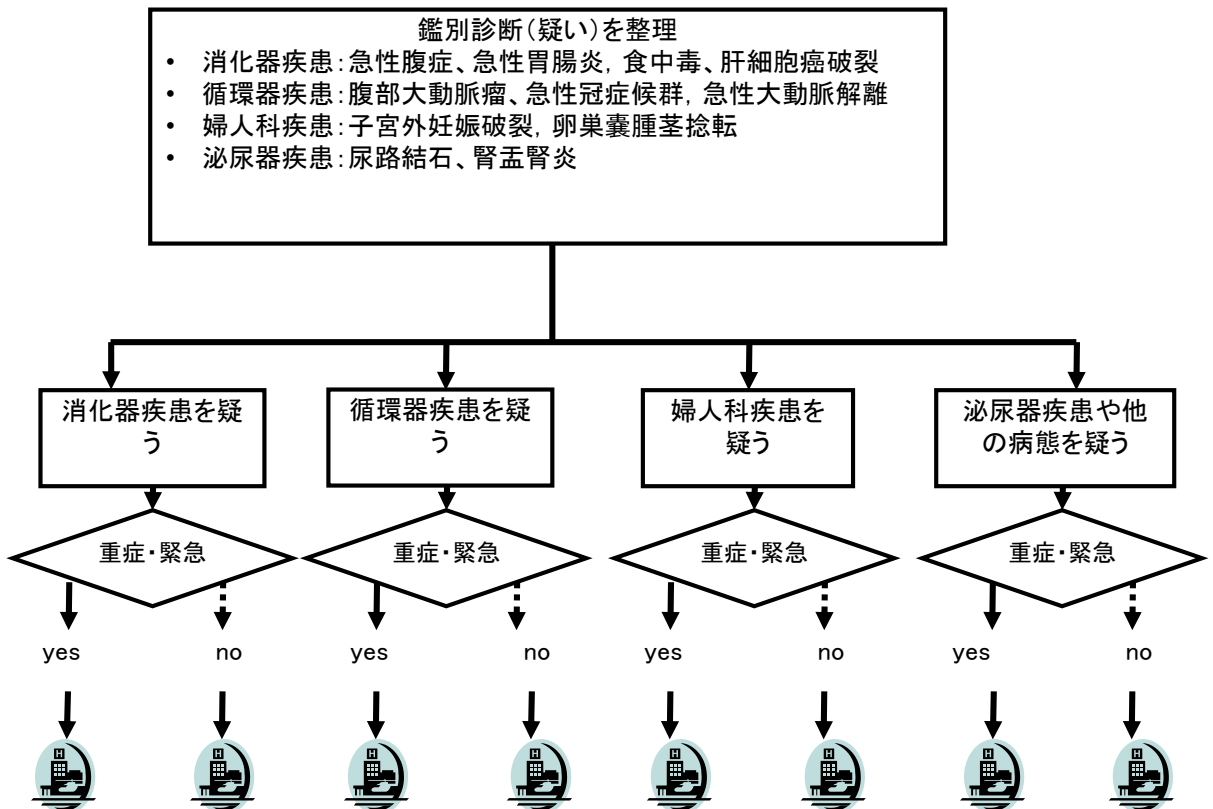 鑑別診断(疑い)を整理
• 消化器疾患:急性腹症、急性胃腸炎, 食中毒、肝細胞癌破裂
• 循環器疾患:腹部大動脈瘤、急性冠症候群, 急性大動脈解離
• 婦人科疾患:子宮外妊娠破裂, 卵巣嚢腫茎捻転
• 泌尿器疾患:尿路結石、腎盂腎炎
消化器疾患を疑
う
循環器疾患を疑
う
婦人科疾患を
疑う
泌尿器疾患や他
の病態を疑う
重症・緊急
重症・緊急
重症・緊急
重症・緊急
yes
no
yes
no
yes
no
yes
no
H
H
H
H
H
H
H
H